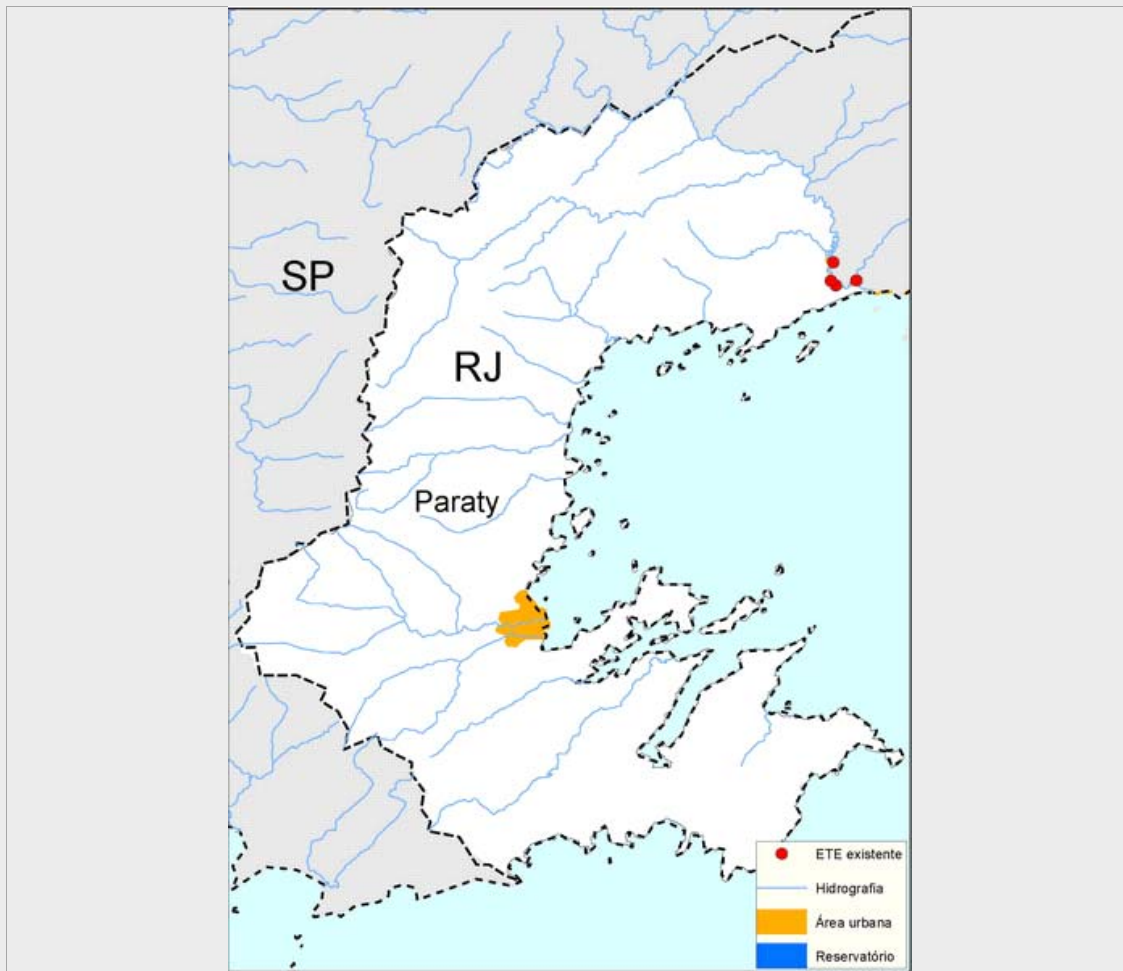 SP
RJ
Paraty
ETE existente
Hidrografia
Área urbana
Reservatório